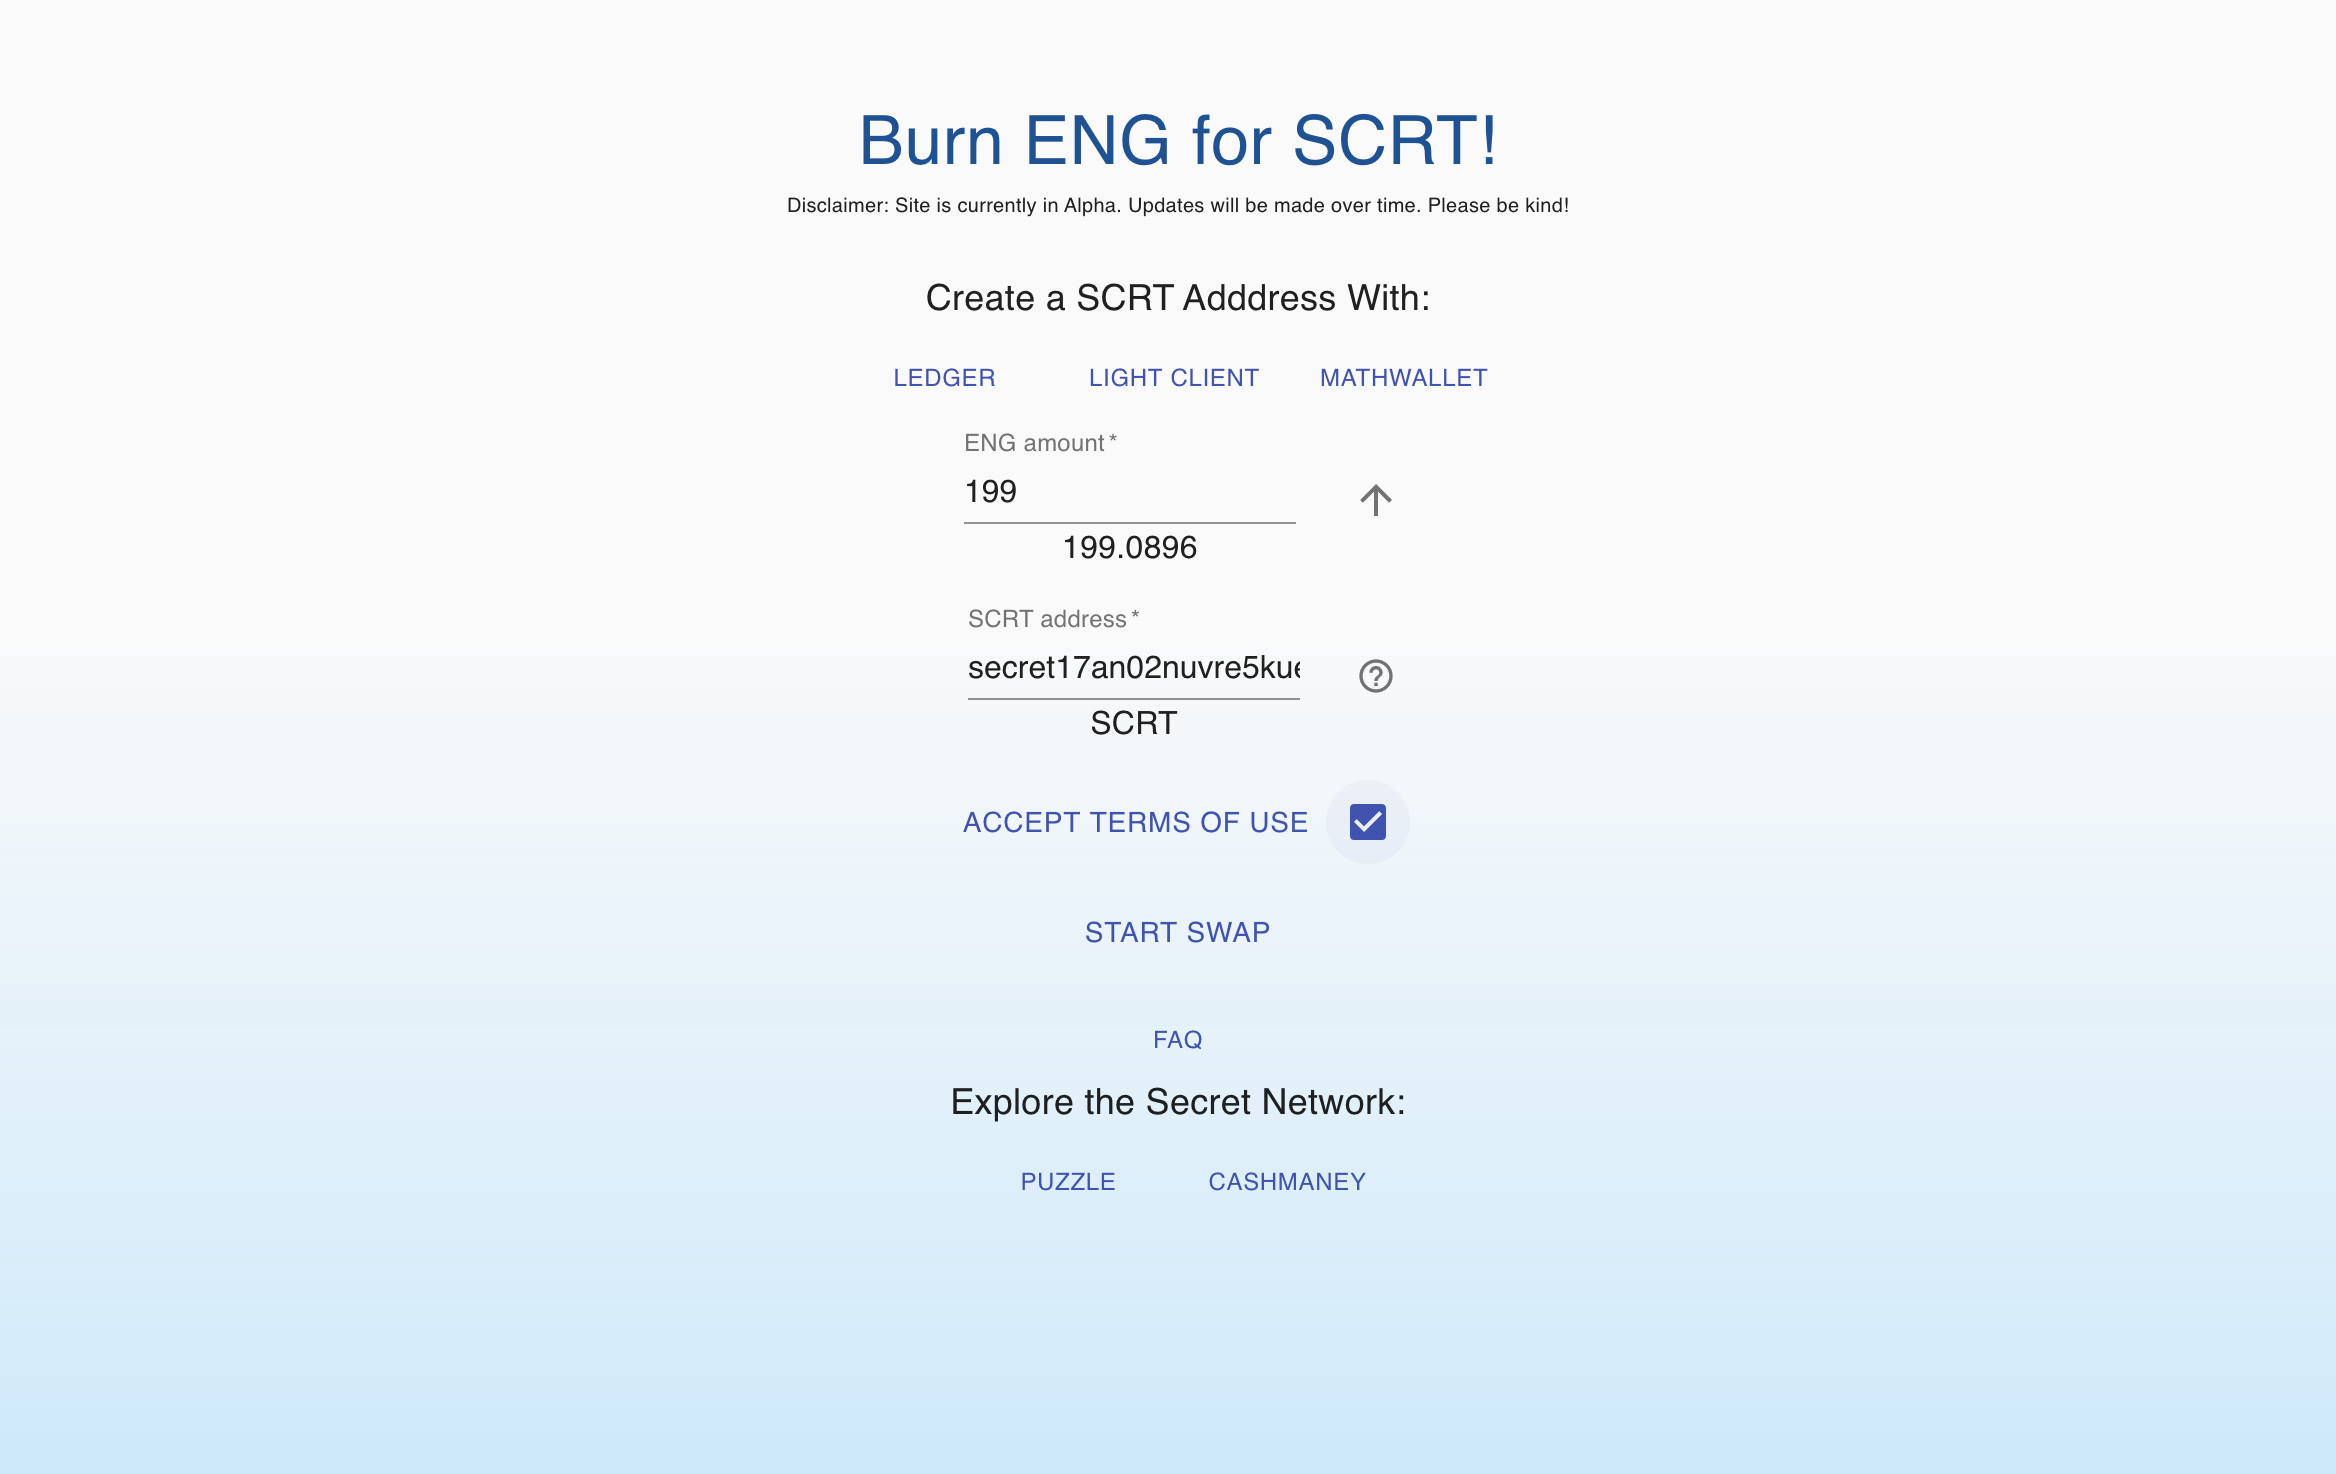 Burn ENG for SCRT!
Disclaimer: Site is currently in Alpha. Updates will be made over time. Please be kind!
Create a SCRT Adddress With:
LEDGER LIGHT CLIENT MATHWALLET
ENG amount *
199
199.0896
SCRT address *
secret17an02nuvre5kue
SCRT
ACCEPT TERMS OF USE
START SWAP
FAQ
Explore the Secret Network:
PUZZLE CASHMANEY